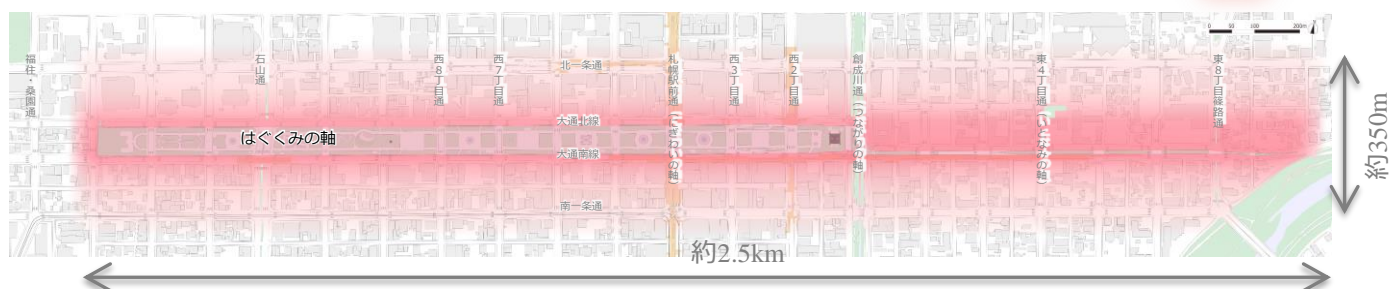 0 50 100 200m
福住・桑園通
石山通
西8丁目通
西7丁目通
北一条通
札幌駅前通(にぎわいの軸)
西3丁目通
西2丁目通
創成川通(つながりの軸)
東4丁目通(いとなみの軸)
東8丁目篠路通
大通北線
はぐくみの軸
大通南線
南一条通
約350m
約2.5km